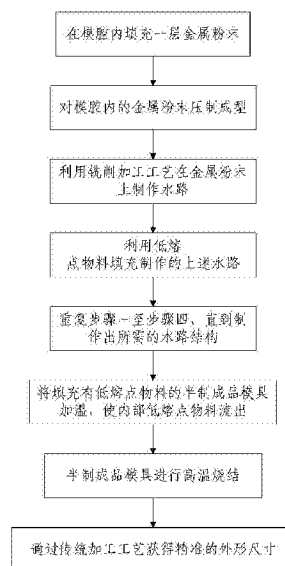 在模腔内填充一层金属粉末
对模腔内的金属粉末压制成型
利用铣削加工工艺在金属粉末
上制作水路
利用低熔
点物料填充制作的上述水路
重复步骤一至步骤四、直到制
作出所需的水路结构
将填充有低熔点物料的半制成品模具
加温，使内部低熔点物料流出
半制成品模具进行高温烧结
通过传统加工工艺获得精准的外形尺寸